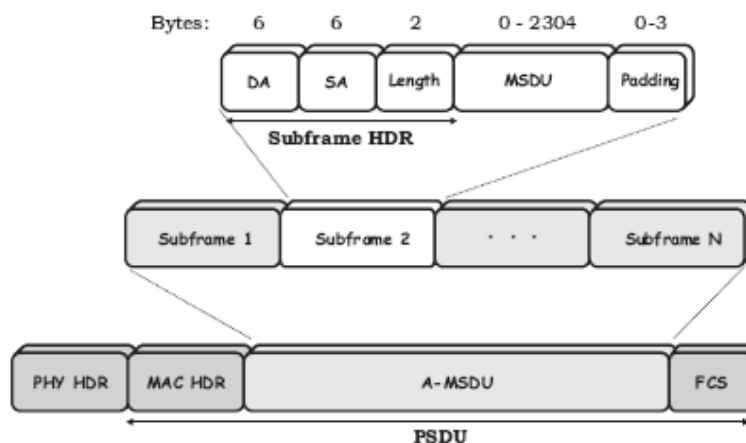 Bytes: 6 6 2 0 - 2304 0-3
DA SA Length MSDU Padding
Subframe HDR
Subframe 1 Subframe 2 . . . Subframe N
PHY HDR MAC HDR A-MSDU FCS
PSDU